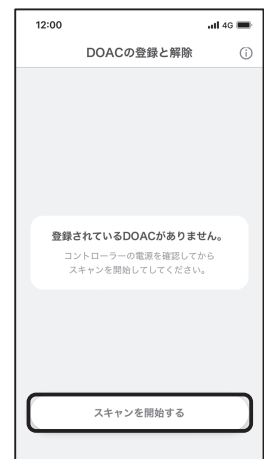 12:00 4G
DOACの登録と解除
登録されているDOACがありません。
コントローラーの電源を確認してから
スキャンを開始してしてください。
スキャンを開始する